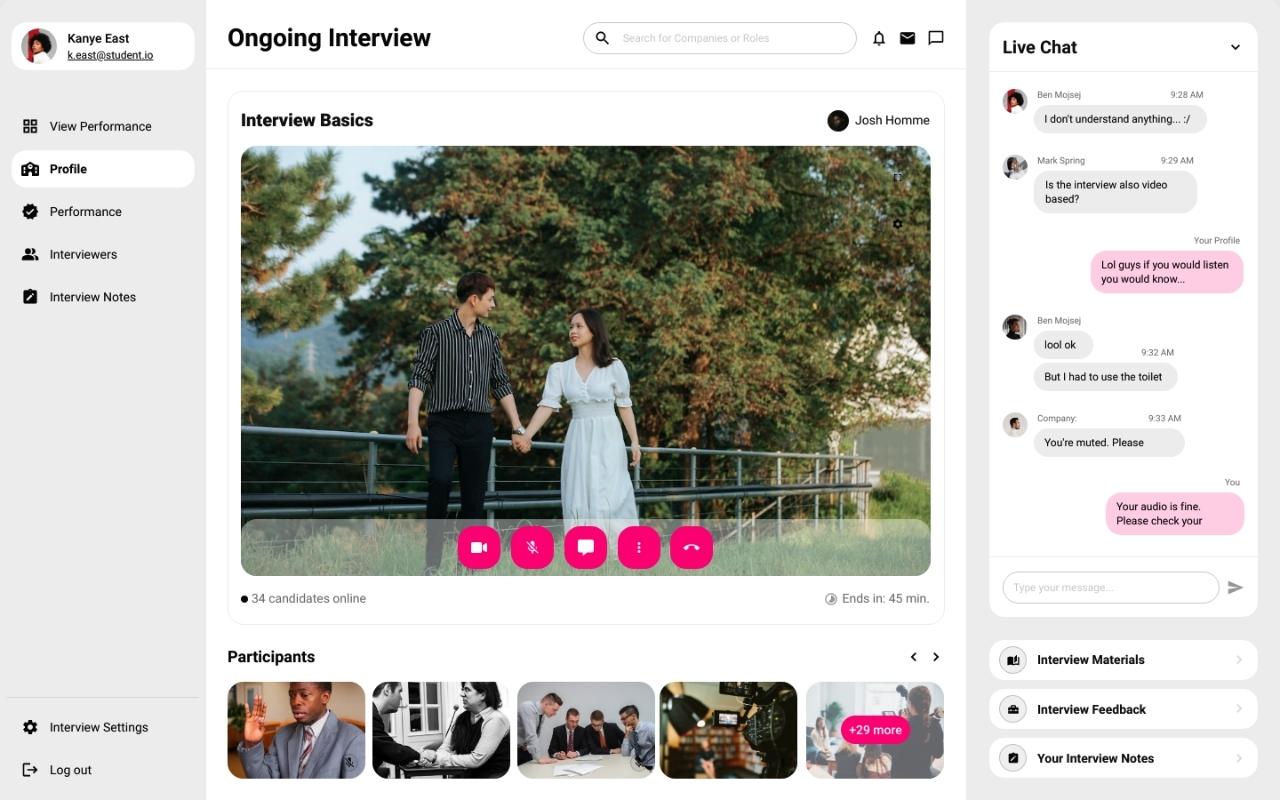 Kanye East
k.east@student.io
View Performance
Profile
Performance
Interviewers
Interview Notes
Interview Settings
Log out
Ongoing Interview
Search for Companies or Roles
Interview Basics
Josh Homme
34 candidates online
Ends in: 45 min.
Participants
+29 more
Live Chat
Ben Mojsej 9:28 AM
I don't understand anything... :/
Mark Spring 9:29 AM
Is the interview also video
based?
Your Profile
Lol guys if you would listen
you would know...
Ben Mojsej
lool ok
9:32 AM
But I had to use the toilet
Company: 9:33 AM
You're muted. Please
You
Your audio is fine.
Please check your
Type your message...
Interview Materials
Interview Feedback
Your Interview Notes